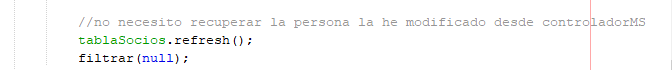 //no necesito recuperar la persona la he modificado desde controladorMS
tablaSocios.refresh();
filtrar(null);